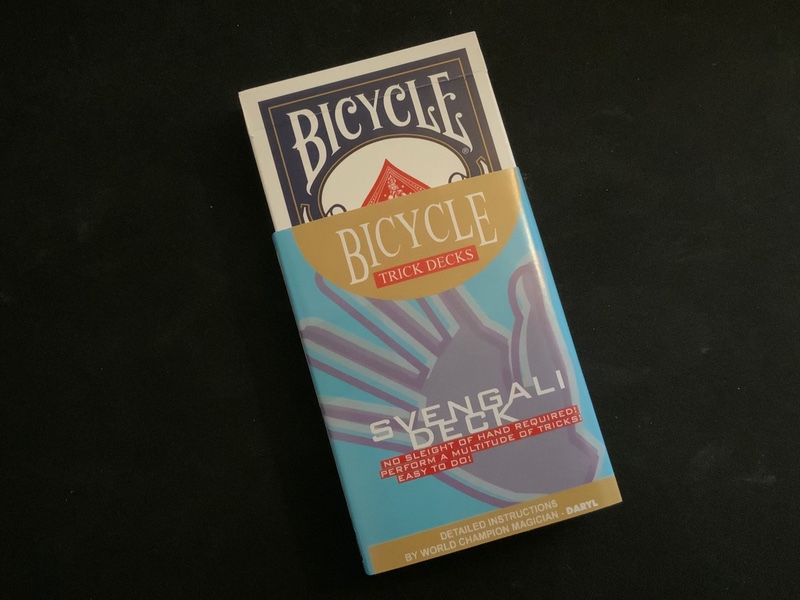 BICYCLE
®
BICYCLE
TRICK DECKS
SVENGALI
DECK
NO SLEIGHT OF HAND REQUIRED!
PERFORM A MULTITUDE OF TRICKS!
EASY TO DO!
DETAILED INSTRUCTIONS
BY WORLD CHAMPION MAGICIAN - DARYL